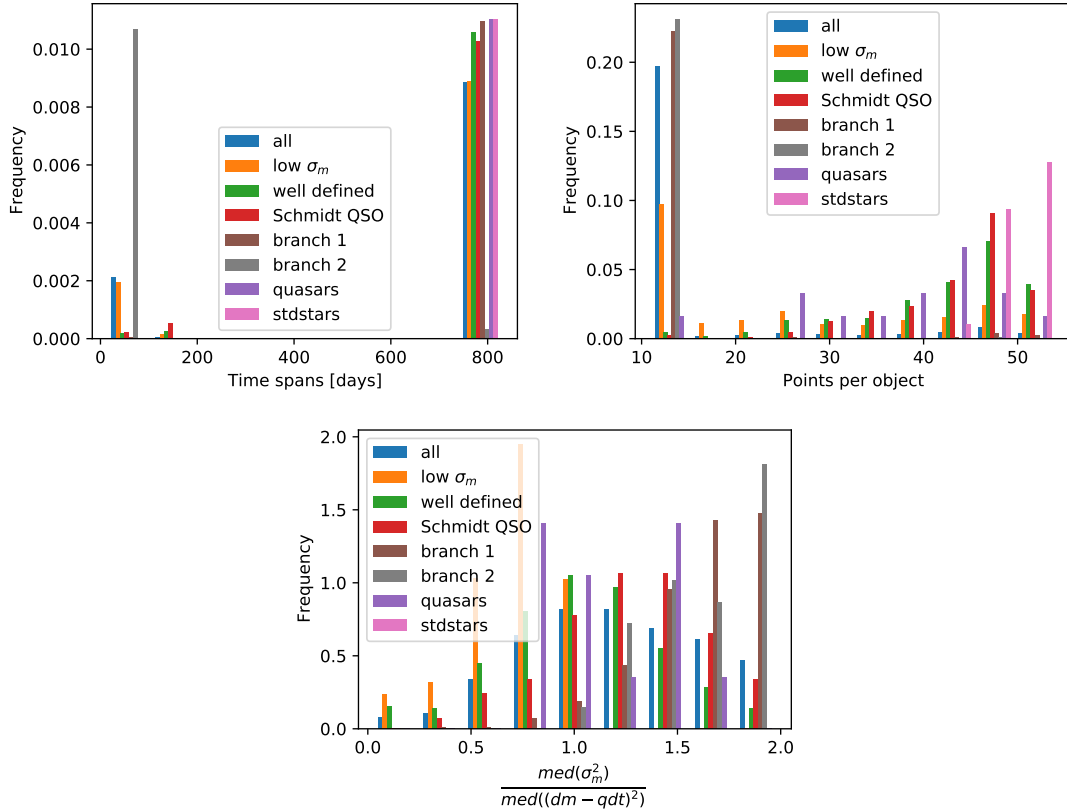 0.010
0.008
0.006
0.004
0.002
0.000
Frequency
0
200
400
600
800
Time spans [days]
all
low σm
well defined
Schmidt QSO
branch 1
branch 2
quasars
stdstars
0.20
0.15
0.10
0.05
0.00
Frequency
10
20
30
40
50
Points per object
all
low σm
well defined
Schmidt QSO
branch 1
branch 2
quasars
stdstars
2.0
1.5
1.0
0.5
0.0
Frequency
0.0
0.5
1.0
1.5
2.0
med(σ²m)
med((dm − qdt)²)
all
low σm
well defined
Schmidt QSO
branch 1
branch 2
quasars
stdstars